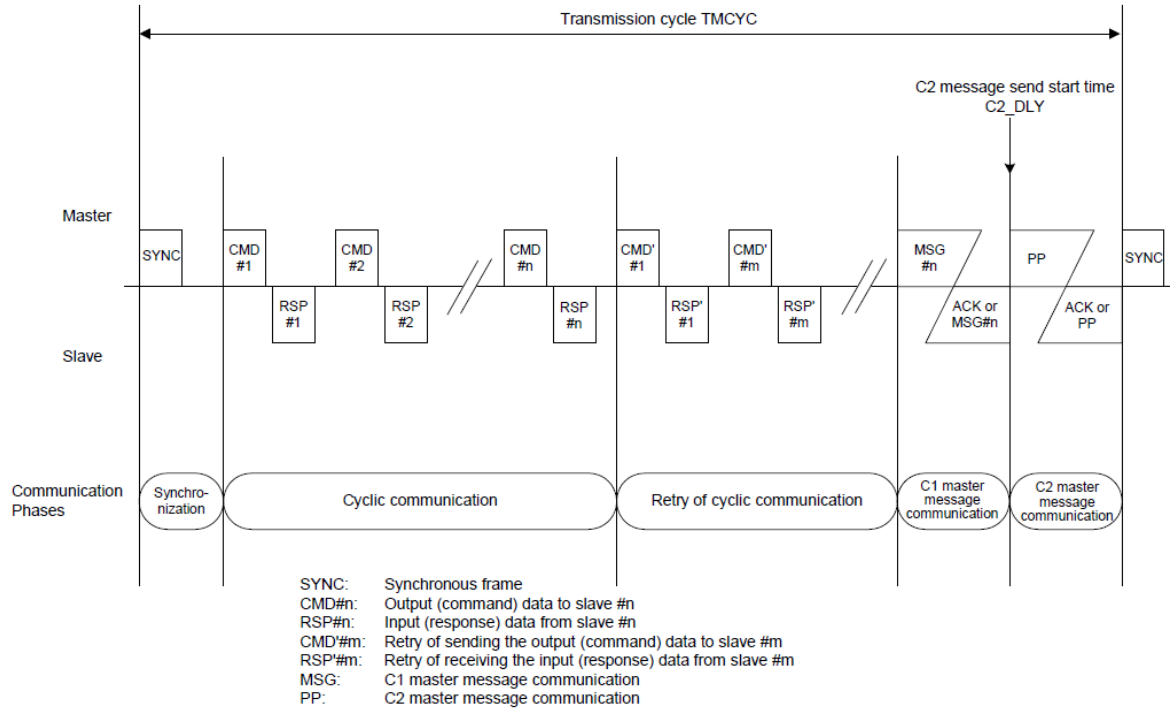 Transmission cycle TMCYC
C2 message send start time
C2_DLY
Master
SYNC
CMD
#1
CMD
#2
CMD
#n
CMD'
#1
CMD'
#m
MSG
#n
PP
SYNC
RSP
#1
RSP
#2
RSP
#n
RSP'
#1
RSP'
#m
ACK or
MSG#n
ACK or
PP
Slave
Communication
Phases
Synchro-
nization
Cyclic communication
Retry of cyclic communication
C1 master
message
communication
C2 master
message
communication
SYNC: Synchronous frame
CMD#n: Output (command) data to slave #n
RSP#n: Input (response) data from slave #n
CMD'#m: Retry of sending the output (command) data to slave #m
RSP'#m: Retry of receiving the input (response) data from slave #m
MSG: C1 master message communication
PP: C2 master message communication